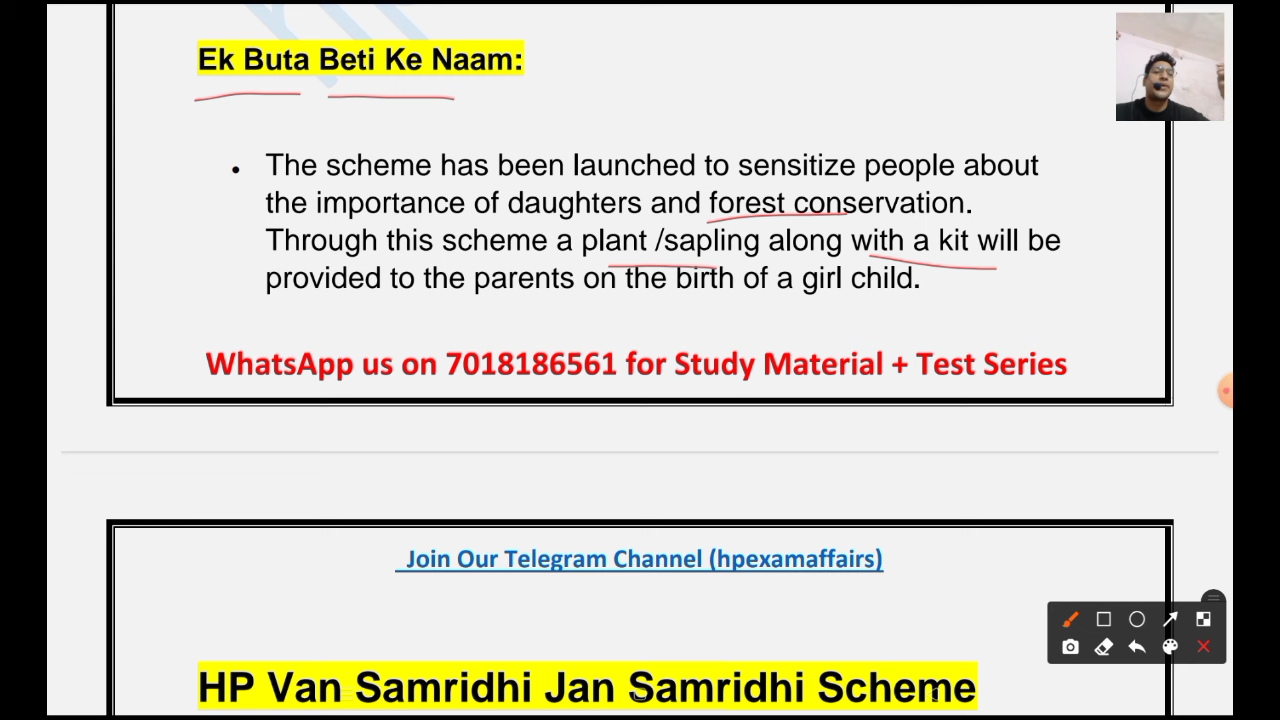 Ek Buta Beti Ke Naam:
• The scheme has been launched to sensitize people about
the importance of daughters and forest conservation.
Through this scheme a plant /sapling along with a kit will be
provided to the parents on the birth of a girl child.
WhatsApp us on 7018186561 for Study Material + Test Series
Join Our Telegram Channel (hpexamaffairs)
HP Van Samridhi Jan Samridhi Scheme